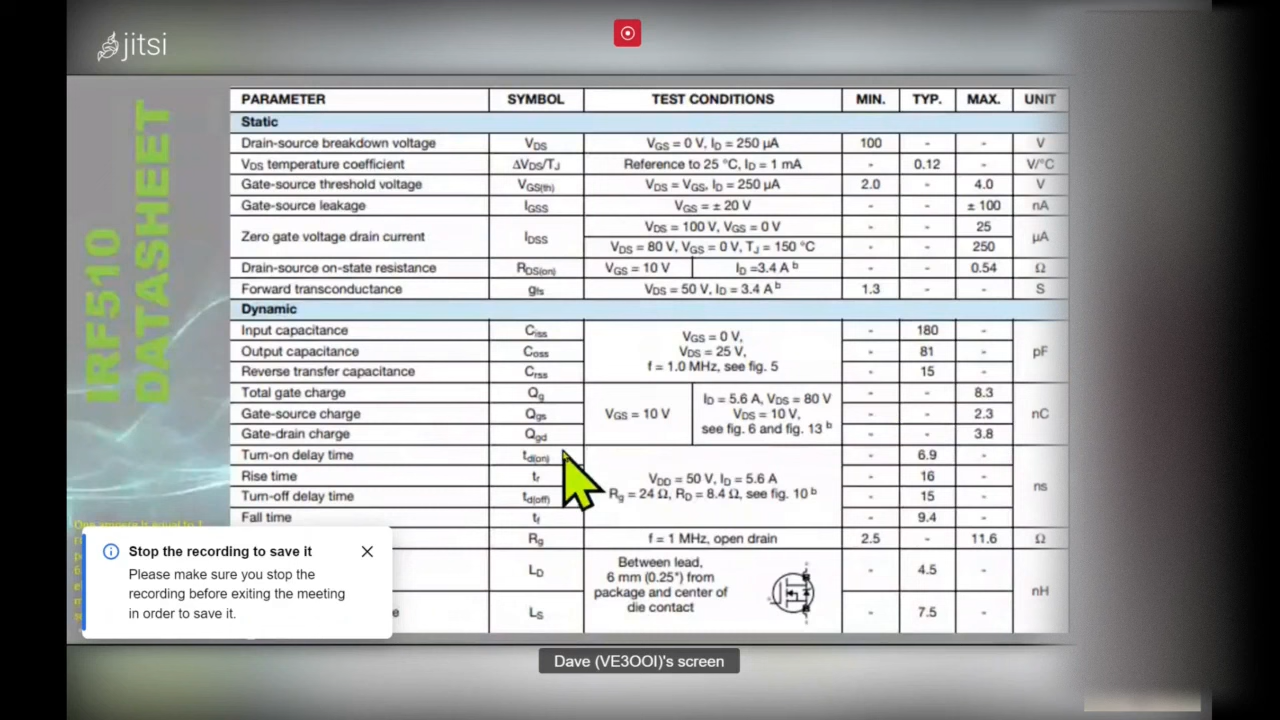 jitsi
IRF510
DATASHEET
PARAMETER SYMBOL TEST CONDITIONS MIN. TYP. MAX. UNIT
Static
Drain-source breakdown voltage VDS VGS = 0 V, ID = 250 µA 100 - - V
VDS temperature coefficient ΔVDS/TJ Reference to 25 °C, ID = 1 mA - 0.12 - V/°C
Gate-source threshold voltage VGS(th) VDS = VGS, ID = 250 µA 2.0 - 4.0 V
Gate-source leakage IGSS VGS = ± 20 V - - ± 100 nA
Zero gate voltage drain current IDSS VDS = 100 V, VGS = 0 V - - 25 µA
VDS = 80 V, VGS = 0 V, TJ = 150 °C - - 250
Drain-source on-state resistance RDS(on) VGS = 10 V ID =3.4 A b - - 0.54 Ω
Forward transconductance gfs VDS = 50 V, ID = 3.4 A b 1.3 - - S
Dynamic
Input capacitance Ciss VGS = 0 V, - 180 - pF
Output capacitance Coss VDS = 25 V, - 81 -
Reverse transfer capacitance Crss f = 1.0 MHz, see fig. 5 - 15 -
Total gate charge Qg VGS = 10 V ID = 5.6 A, VDS = 80 V - - 8.3 nC
Gate-source charge Qgs VDS = 10 V, - - 2.3
Gate-drain charge Qgd see fig. 6 and fig. 13 b - - 3.8
Turn-on delay time td(on) - 6.9 - ns
Rise time tr VDD = 50 V, ID = 5.6 A - 16 -
Turn-off delay time td(off) Rg = 24 Ω, RD = 8.4 Ω, see fig. 10 b - 15 -
Fall time tf - 9.4 -
Rg f = 1 MHz, open drain 2.5 - 11.6 Ω
LD Between lead, - 4.5 - nH
6 mm (0.25") from
package and center of
die contact
LS - 7.5 -
One ampere is equal to 1
Stop the recording to save it
Please make sure you stop the
recording before exiting the meeting
in order to save it.
Dave (VE3OOI)'s screen